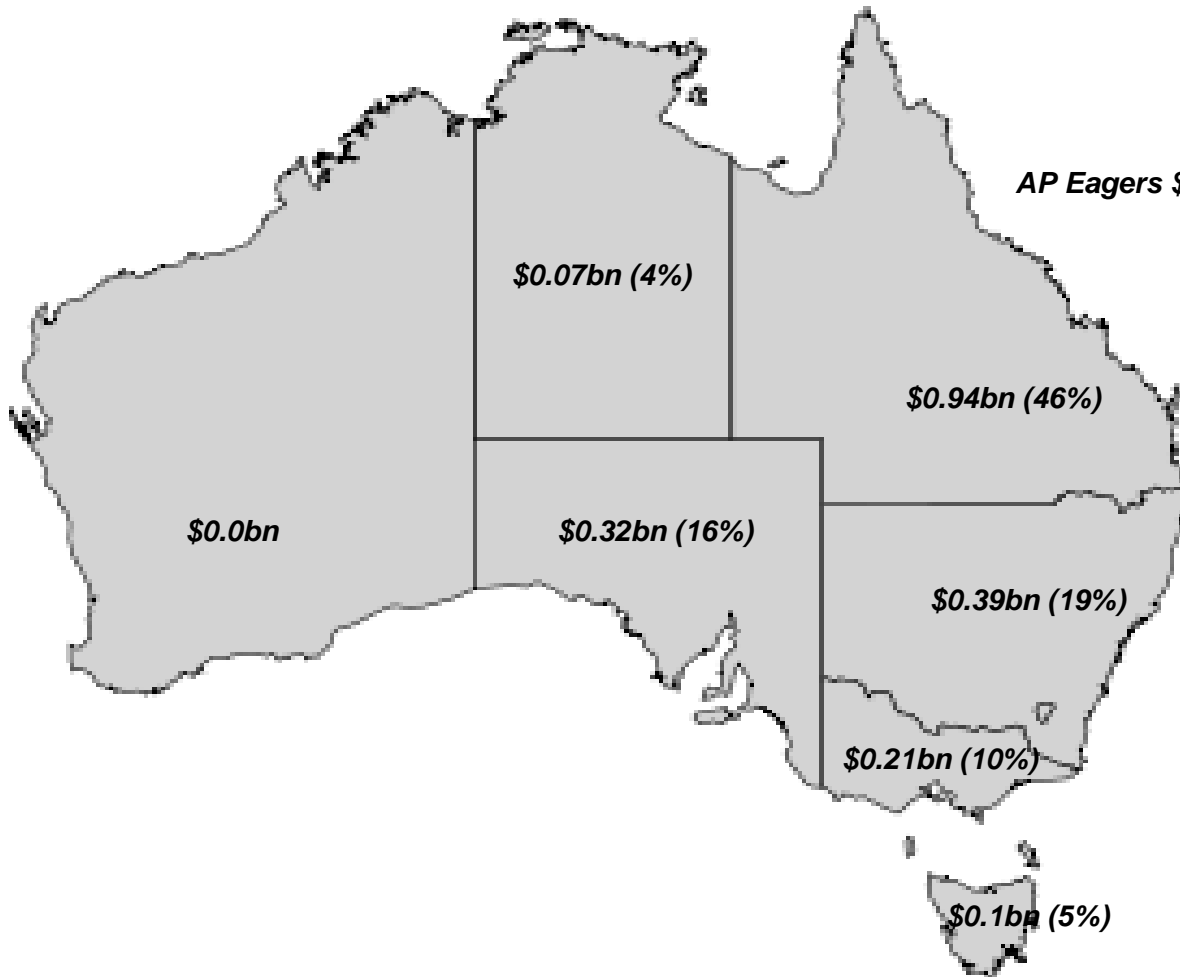 AP Eagers $
$0.07bn (4%)
$0.94bn (46%)
$0.0bn
$0.32bn (16%)
$0.39bn (19%)
$0.21bn (10%)
$0.1bn (5%)